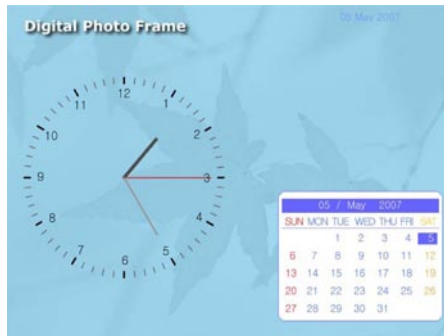 Digital Photo Frame
05 May 2007
12
11 1
10 2
9 3
8 4
7 5
6
05 / May 2007
SUN MON TUE WED THU FRI SAT
1 2 3 4 5
6 7 8 9 10 11 12
13 14 15 16 17 18 19
20 21 22 23 24 25 26
27 28 29 30 31